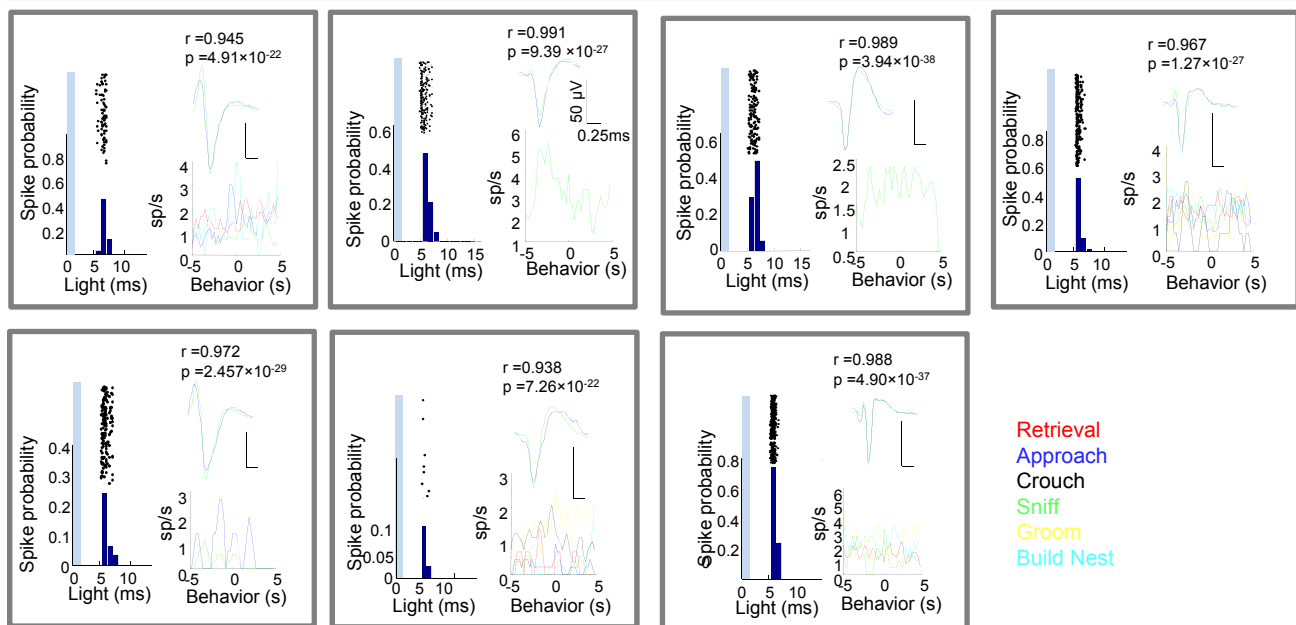 r =0.945
p =4.91×10-22
Spike probability
0.8
0.6
0.4
0.2
0 5 10
Light (ms)
sp/s
4
3
2
1
0
-5 0 5
Behavior (s)
r =0.991
p =9.39 ×10-27
50 µV
0.25ms
Spike probability
0.6
0.4
0.2
0
0 5 10 15
Light (ms)
sp/s
6
5
4
3
2
1
-5 0 5
Behavior (s)
r =0.989
p =3.94×10-38
Spike probability
0.6
0.4
0.2
0
0 5 10 15
Light (ms)
sp/s
2.5
2
1.5
1
0.5
-5 0 5
Behavior (s)
r =0.967
p =1.27×10-27
Spike probability
0.8
0.6
0.4
0.2
0
0 5 10
Light (ms)
sp/s
4
3
2
1
0
-5 0 5
Behavior (s)
r =0.972
p =2.457×10-29
Spike probability
0.4
0.3
0.2
0.1
0
0 5 10
Light (ms)
sp/s
3
2
1
0
-5 0 5
Behavior (s)
r =0.938
p =7.26×10-22
Spike probability
0.1
0.05
0
0 5 10
Light (ms)
sp/s
3
2
1
0
-5 0 5
Behavior (s)
r =0.988
p =4.90×10-37
Spike probability
0.8
0.6
0.4
0.2
0
0 5 10
Light (ms)
sp/s
6
5
4
3
2
1
0
-5 0 5
Behavior (s)
Retrieval
Approach
Crouch
Sniff
Groom
Build Nest